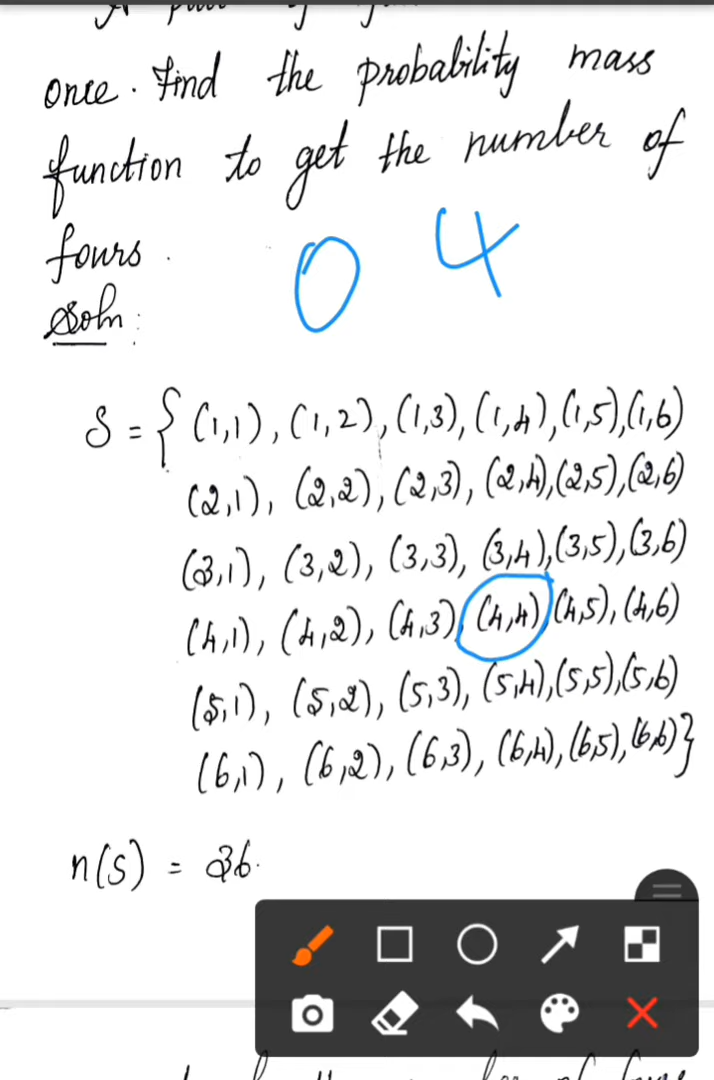 once. Find the probability mass
function to get the number of
fours.
0 4
Soln:
S = { (1,1), (1,2), (1,3), (1,4), (1,5), (1,6)
(2,1), (2,2), (2,3), (2,4), (2,5), (2,6)
(3,1), (3,2), (3,3), (3,4), (3,5), (3,6)
(4,1), (4,2), (4,3), (4,4) (4,5), (4,6)
(5,1), (5,2), (5,3), (5,4), (5,5), (5,6)
(6,1), (6,2), (6,3), (6,4), (6,5), (6,6) }
n(S) = 36.